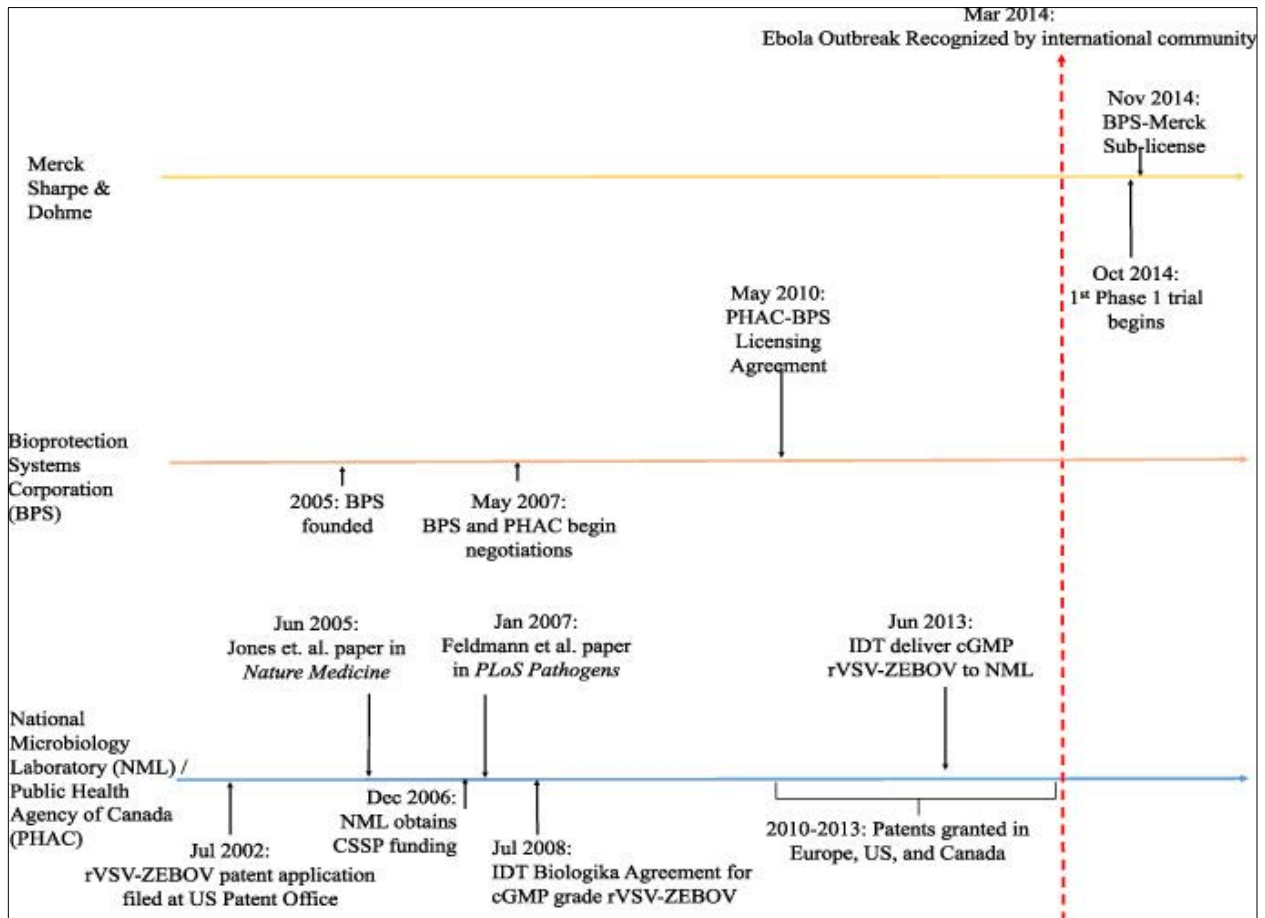 Mar 2014:
Ebola Outbreak Recognized by international community
Nov 2014:
BPS-Merck
Sub-license
Merck
Sharpe &
Dohme
Oct 2014:
1st Phase 1 trial
begins
May 2010:
PHAC-BPS
Licensing
Agreement
Bioprotection
Systems
Corporation
(BPS)
2005: BPS
founded
May 2007:
BPS and PHAC begin
negotiations
Jun 2005:
Jones et. al. paper in
Nature Medicine
Jan 2007:
Feldmann et al. paper
in PLoS Pathogens
Jun 2013:
IDT deliver cGMP
rVSV-ZEBOV to NML
National
Microbiology
Laboratory (NML) /
Public Health
Agency of Canada
(PHAC)
Jul 2002:
rVSV-ZEBOV patent application
filed at US Patent Office
Dec 2006:
NML obtains
CSSP funding
Jul 2008:
IDT Biologika Agreement for
cGMP grade rVSV-ZEBOV
2010-2013: Patents granted in
Europe, US, and Canada